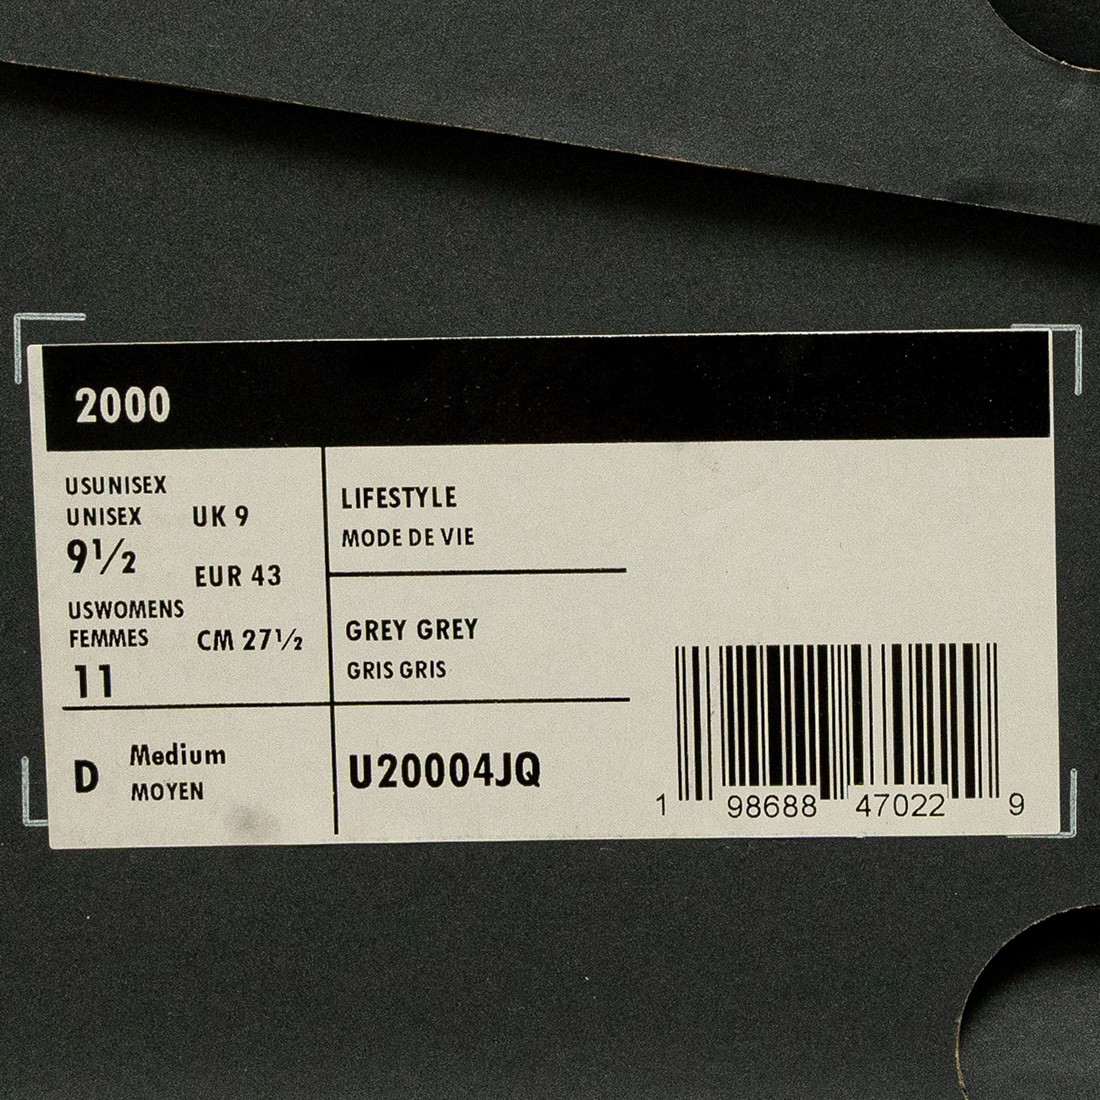 2000
USUNISEX
UNISEX
9½
USWOMENS
FEMMES
11
UK 9
EUR 43
CM 27½
D
Medium
MOYEN
LIFESTYLE
MODE DE VIE
GREY GREY
GRIS GRIS
U20004JQ
1 98688 47022 9